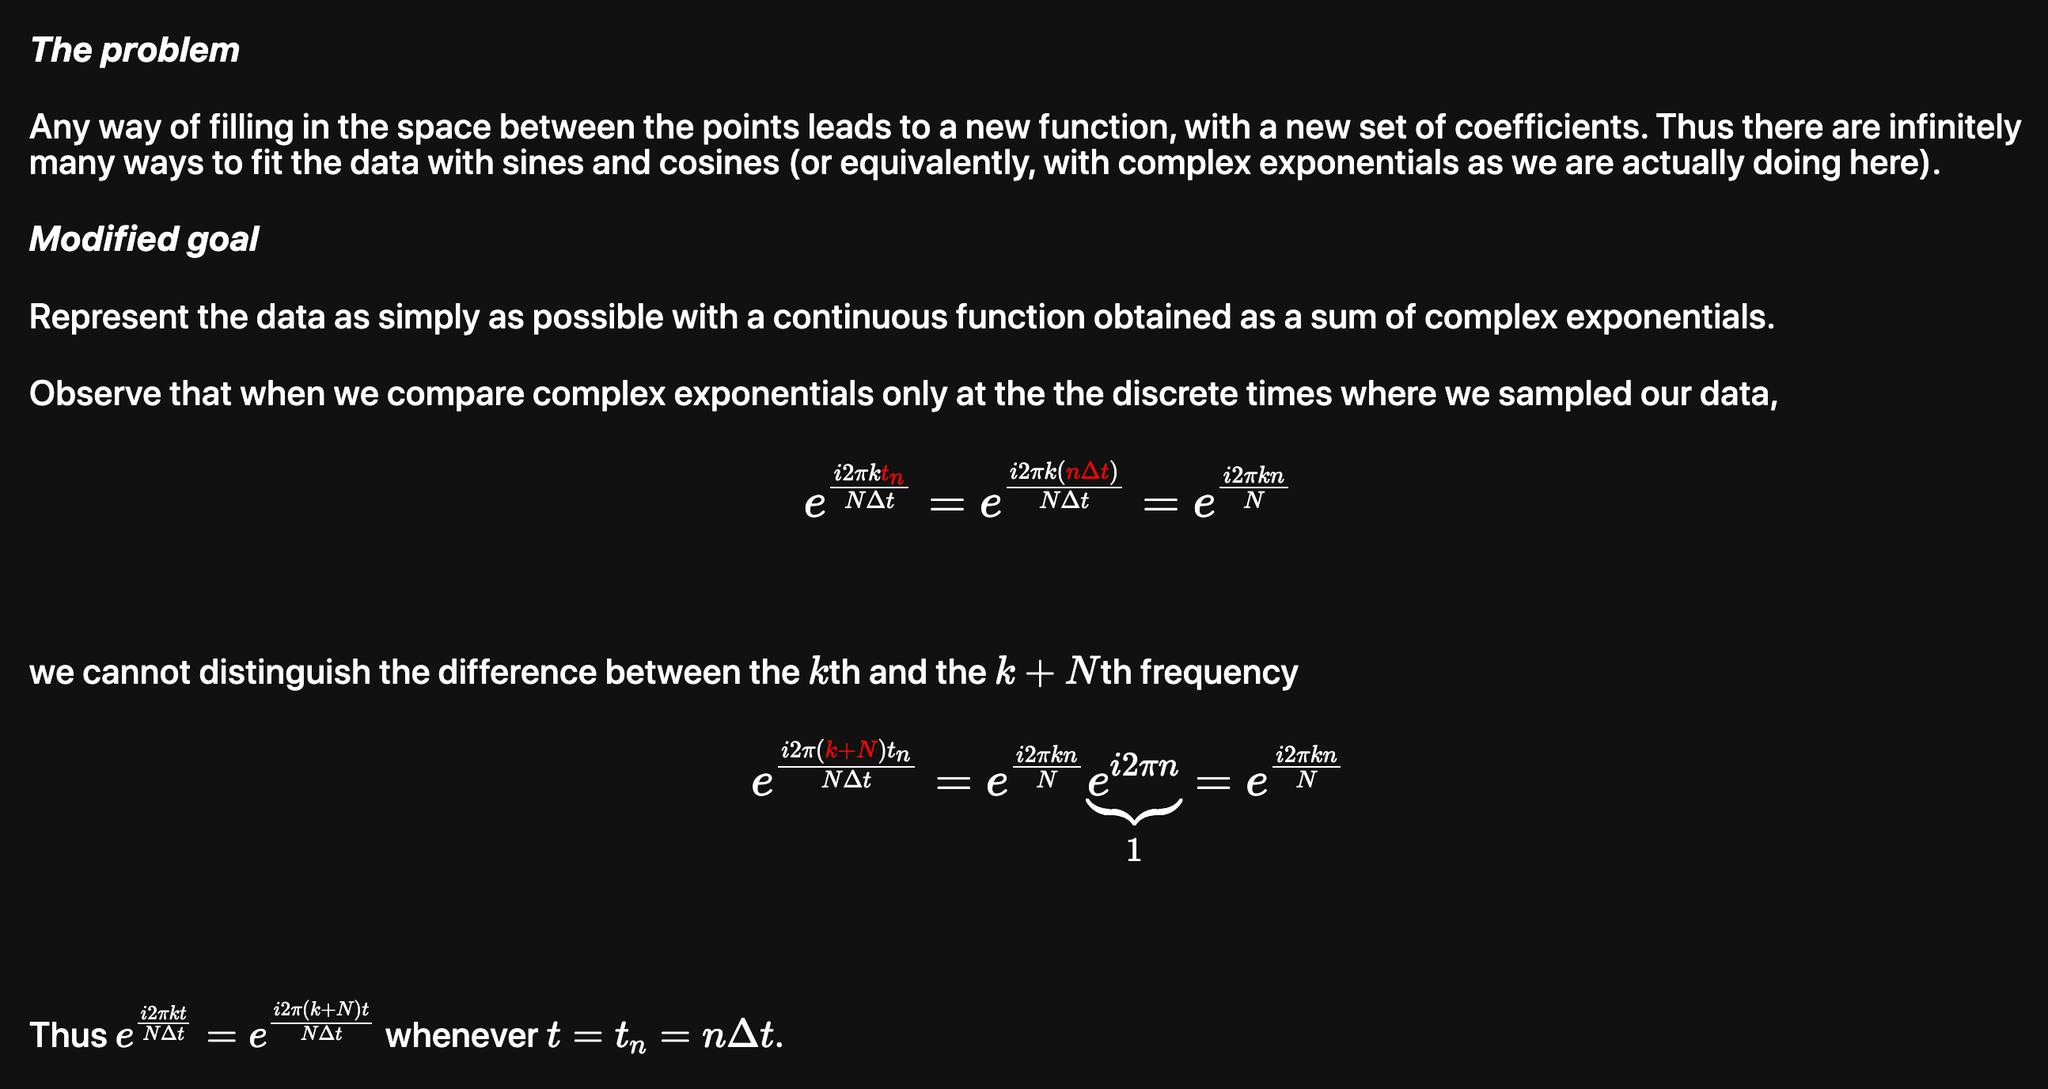 The problem
Any way of filling in the space between the points leads to a new function, with a new set of coefficients. Thus there are infinitely
many ways to fit the data with sines and cosines (or equivalently, with complex exponentials as we are actually doing here).
Modified goal
Represent the data as simply as possible with a continuous function obtained as a sum of complex exponentials.
Observe that when we compare complex exponentials only at the the discrete times where we sampled our data,
$e^{\frac{i2\pi k t_n}{N\Delta t}} = e^{\frac{i2\pi k(n\Delta t)}{N\Delta t}} = e^{\frac{i2\pi kn}{N}}$
we cannot distinguish the difference between the $k$th and the $k + N$th frequency
$e^{\frac{i2\pi(k+N)t_n}{N\Delta t}} = e^{\frac{i2\pi kn}{N}} \underbrace{e^{i2\pi n}}_{1} = e^{\frac{i2\pi kn}{N}}$
Thus $e^{\frac{i2\pi kt}{N\Delta t}} = e^{\frac{i2\pi(k+N)t}{N\Delta t}}$ whenever $t = t_n = n\Delta t$.